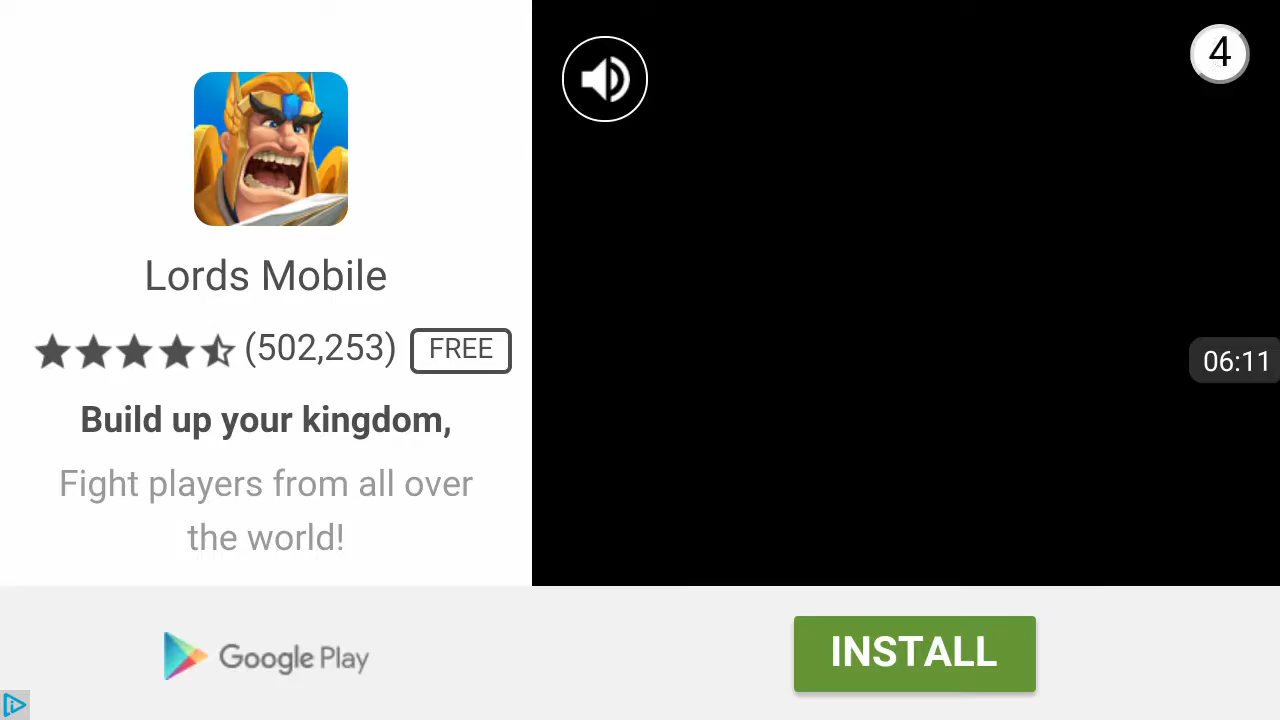 4
Lords Mobile
(502,253) FREE
06:11
Build up your kingdom,
Fight players from all over
the world!
Google Play
INSTALL